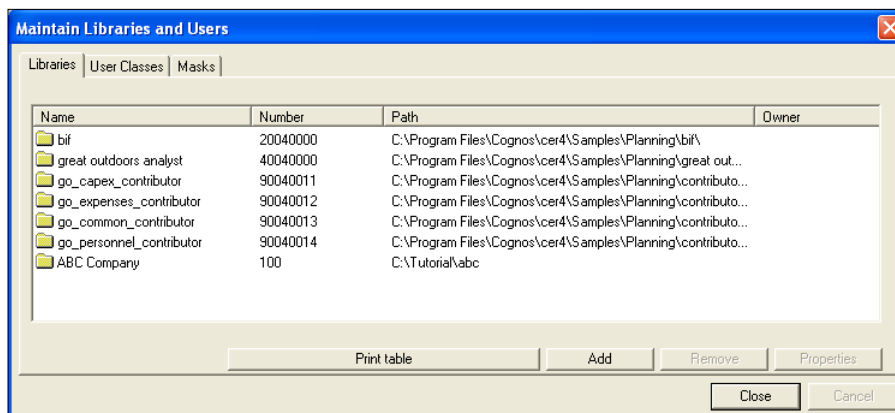 Maintain Libraries and Users
Libraries User Classes Masks
Name Number Path Owner
bif 20040000 C:\Program Files\Cognos\cer4\Samples\Planning\bif\
great outdoors analyst 40040000 C:\Program Files\Cognos\cer4\Samples\Planning\great out...
go_capex_contributor 90040011 C:\Program Files\Cognos\cer4\Samples\Planning\contributo...
go_expenses_contributor 90040012 C:\Program Files\Cognos\cer4\Samples\Planning\contributo...
go_common_contributor 90040013 C:\Program Files\Cognos\cer4\Samples\Planning\contributo...
go_personnel_contributor 90040014 C:\Program Files\Cognos\cer4\Samples\Planning\contributo...
ABC Company 100 C:\Tutorial\abc
Print table Add Remove Properties
Close Cancel